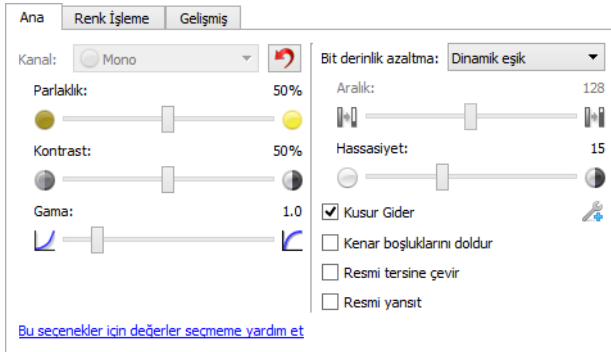 Ana Renk İşleme Gelişmiş
Kanal: Mono
Parlaklık: 50%
Kontrast: 50%
Gama: 1.0
Bu seçenekler için değerler seçmeme yardım et
Bit derinlik azaltma: Dinamik eşik
Aralık: 128
Hassasiyet: 15
Kusur Gider
Kenar boşluklarını doldur
Resmi tersine çevir
Resmi yansıt